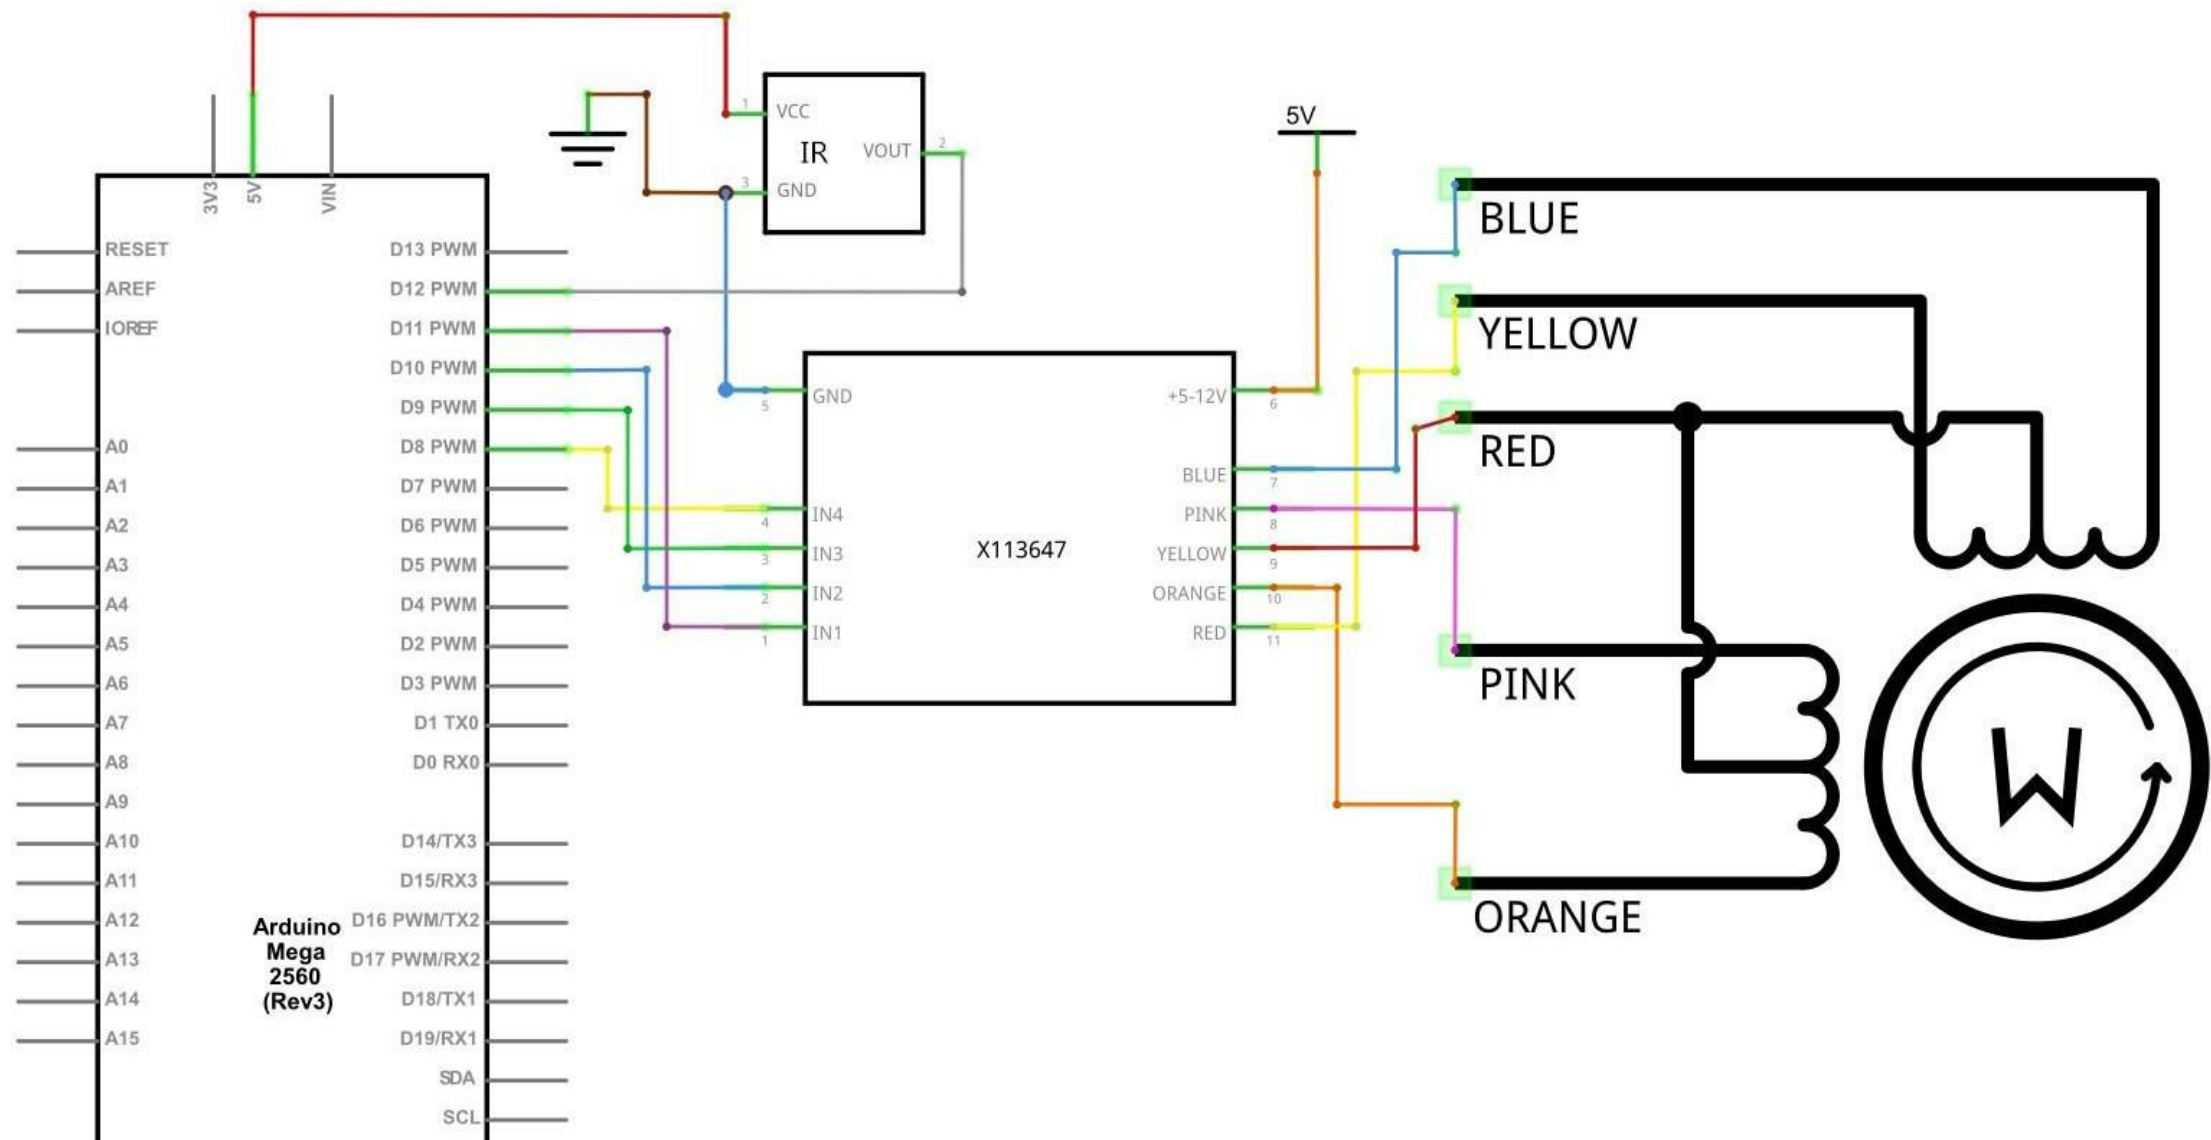 3V3
5V
VIN
RESET
AREF
IOREF
A0
A1
A2
A3
A4
A5
A6
A7
A8
A9
A10
A11
A12
A13
A14
A15
D13 PWM
D12 PWM
D11 PWM
D10 PWM
D9 PWM
D8 PWM
D7 PWM
D6 PWM
D5 PWM
D4 PWM
D2 PWM
D3 PWM
D1 TX0
D0 RX0
D14/TX3
D15/RX3
D16 PWM/TX2
D17 PWM/RX2
D18/TX1
D19/RX1
SDA
SCL
Arduino
Mega
2560
(Rev3)
1
VCC
IR
VOUT
2
3
GND
5V
5
GND
4
IN4
3
IN3
2
IN2
1
IN1
X113647
+5-12V
6
BLUE
7
PINK
8
YELLOW
9
ORANGE
10
RED
11
BLUE
YELLOW
RED
PINK
ORANGE